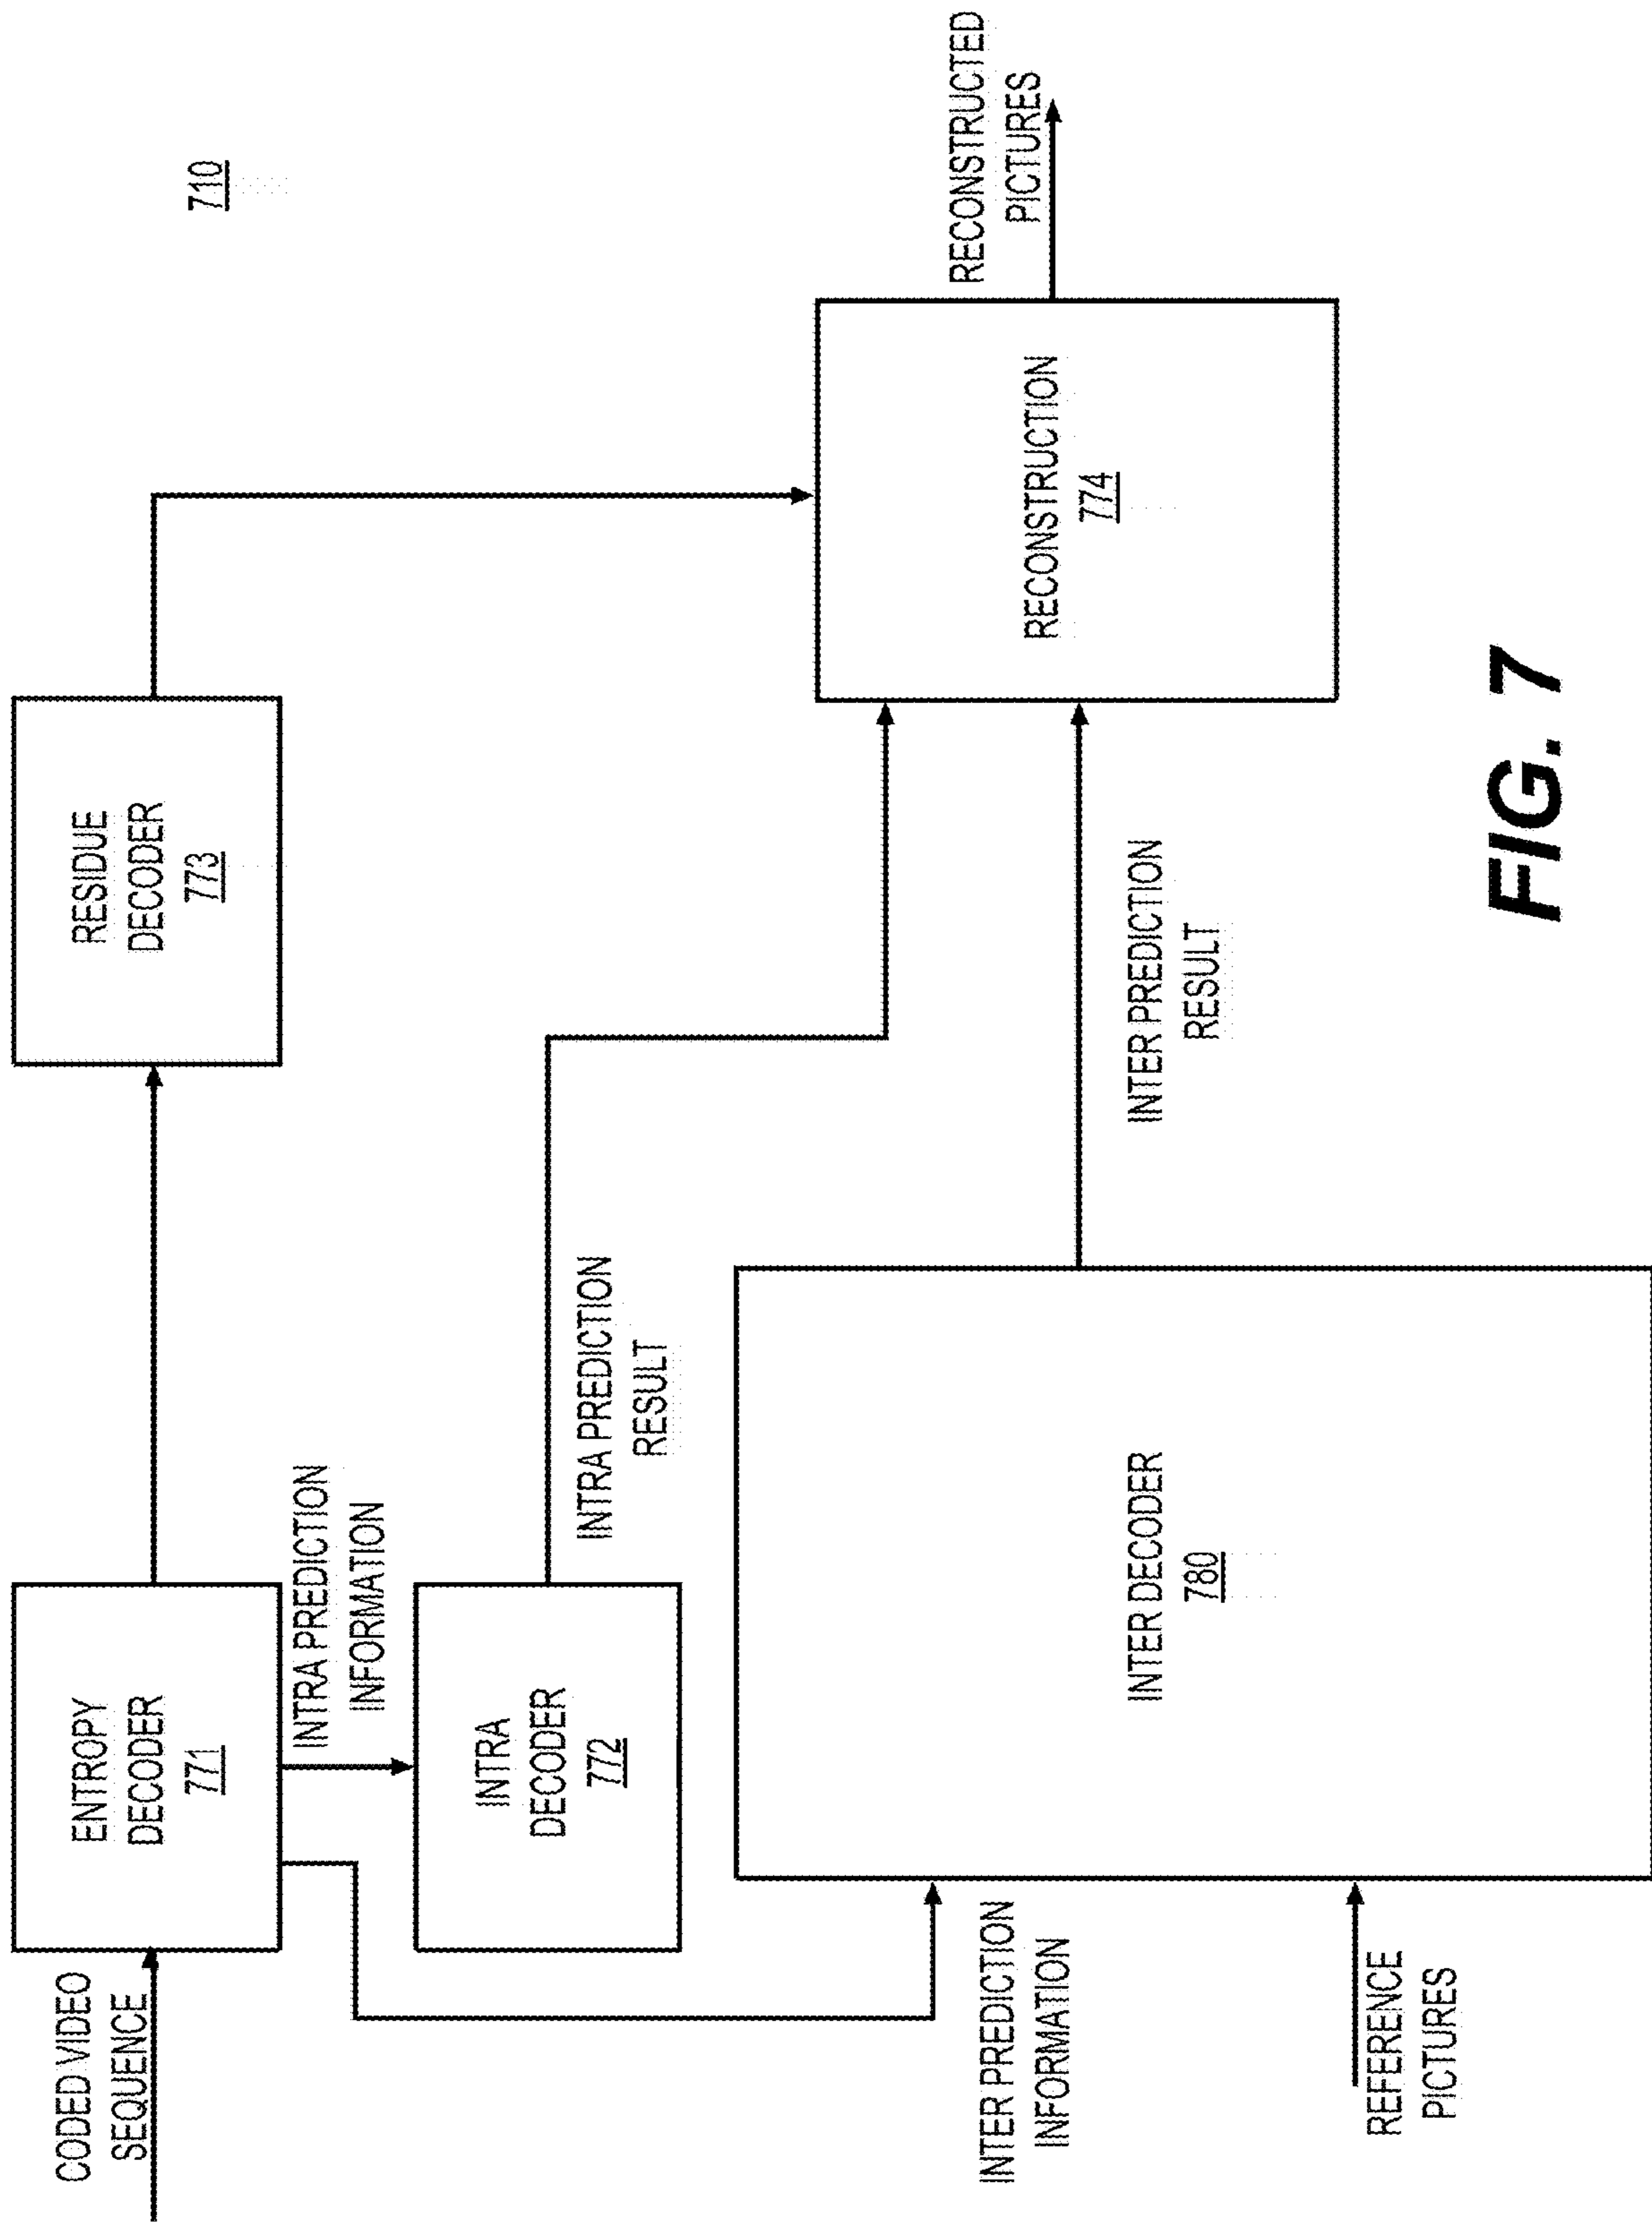 710
CODED VIDEO
SEQUENCE
ENTROPY
DECODER
771
RESIDUE
DECODER
773
INTRA PREDICTION
INFORMATION
INTRA
DECODER
772
INTRA PREDICTION
RESULT
INTER PREDICTION
INFORMATION
REFERENCE
PICTURES
INTER DECODER
780
INTER PREDICTION
RESULT
RECONSTRUCTION
774
RECONSTRUCTED
PICTURES
FIG. 7